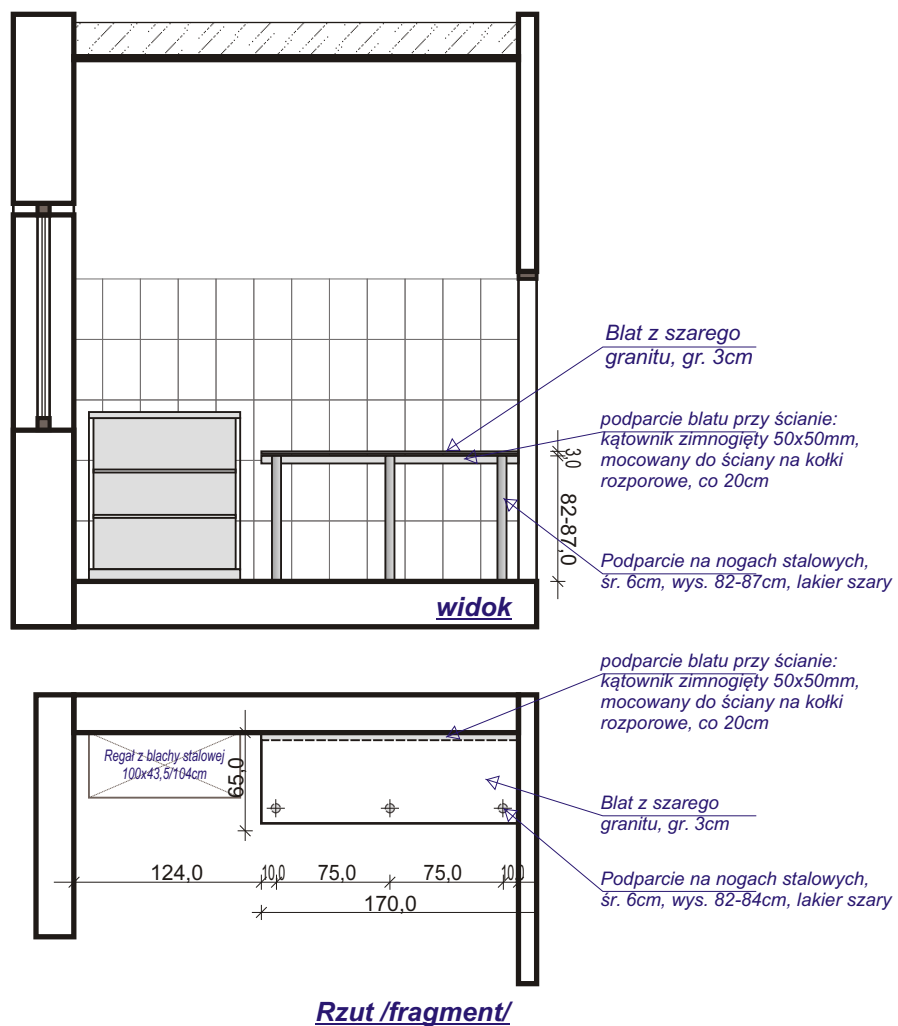 Blat z szarego
granitu, gr. 3cm
podparcie blatu przy ścianie:
kątownik zimnogięty 50x50mm,
mocowany do ściany na kołki
rozporowe, co 20cm
3,0
82-87,0
Podparcie na nogach stalowych,
śr. 6cm, wys. 82-87cm, lakier szary
widok
podparcie blatu przy ścianie:
kątownik zimnogięty 50x50mm,
mocowany do ściany na kołki
rozporowe, co 20cm
Regał z blachy stalowej
100x43,5/104cm
65,0
Blat z szarego
granitu, gr. 3cm
124,0 10,0 75,0 75,0 10,0
170,0
Podparcie na nogach stalowych,
śr. 6cm, wys. 82-84cm, lakier szary
Rzut /fragment/